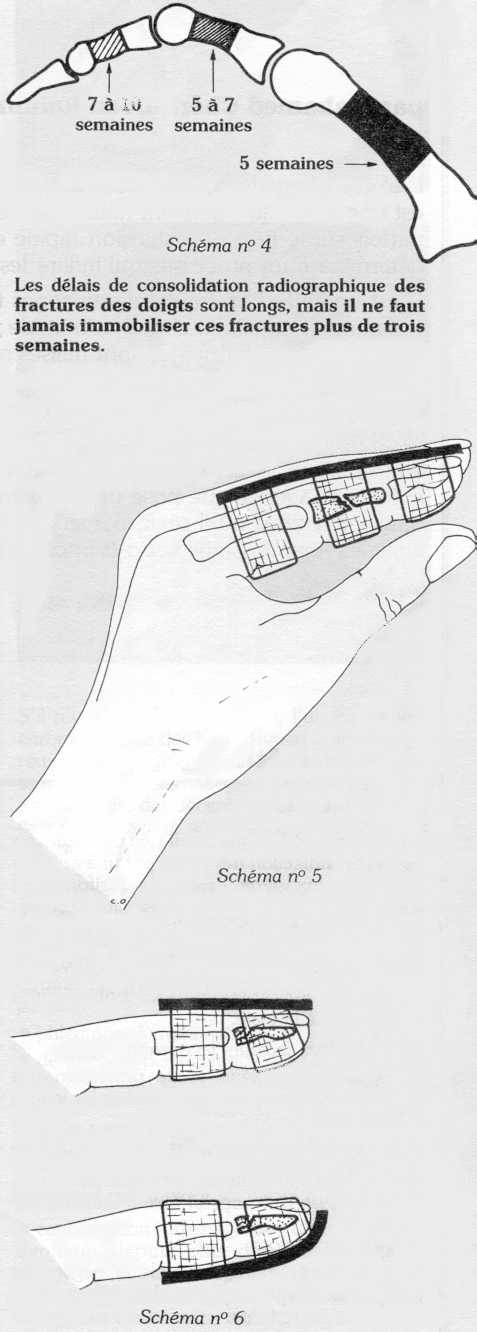 7 à 10
semaines
5 à 7
semaines
5 semaines
Schéma nº 4
Les délais de consolidation radiographique des
fractures des doigts sont longs, mais il ne faut
jamais immobiliser ces fractures plus de trois
semaines.
Schéma nº 5
c.o
Schéma nº 6